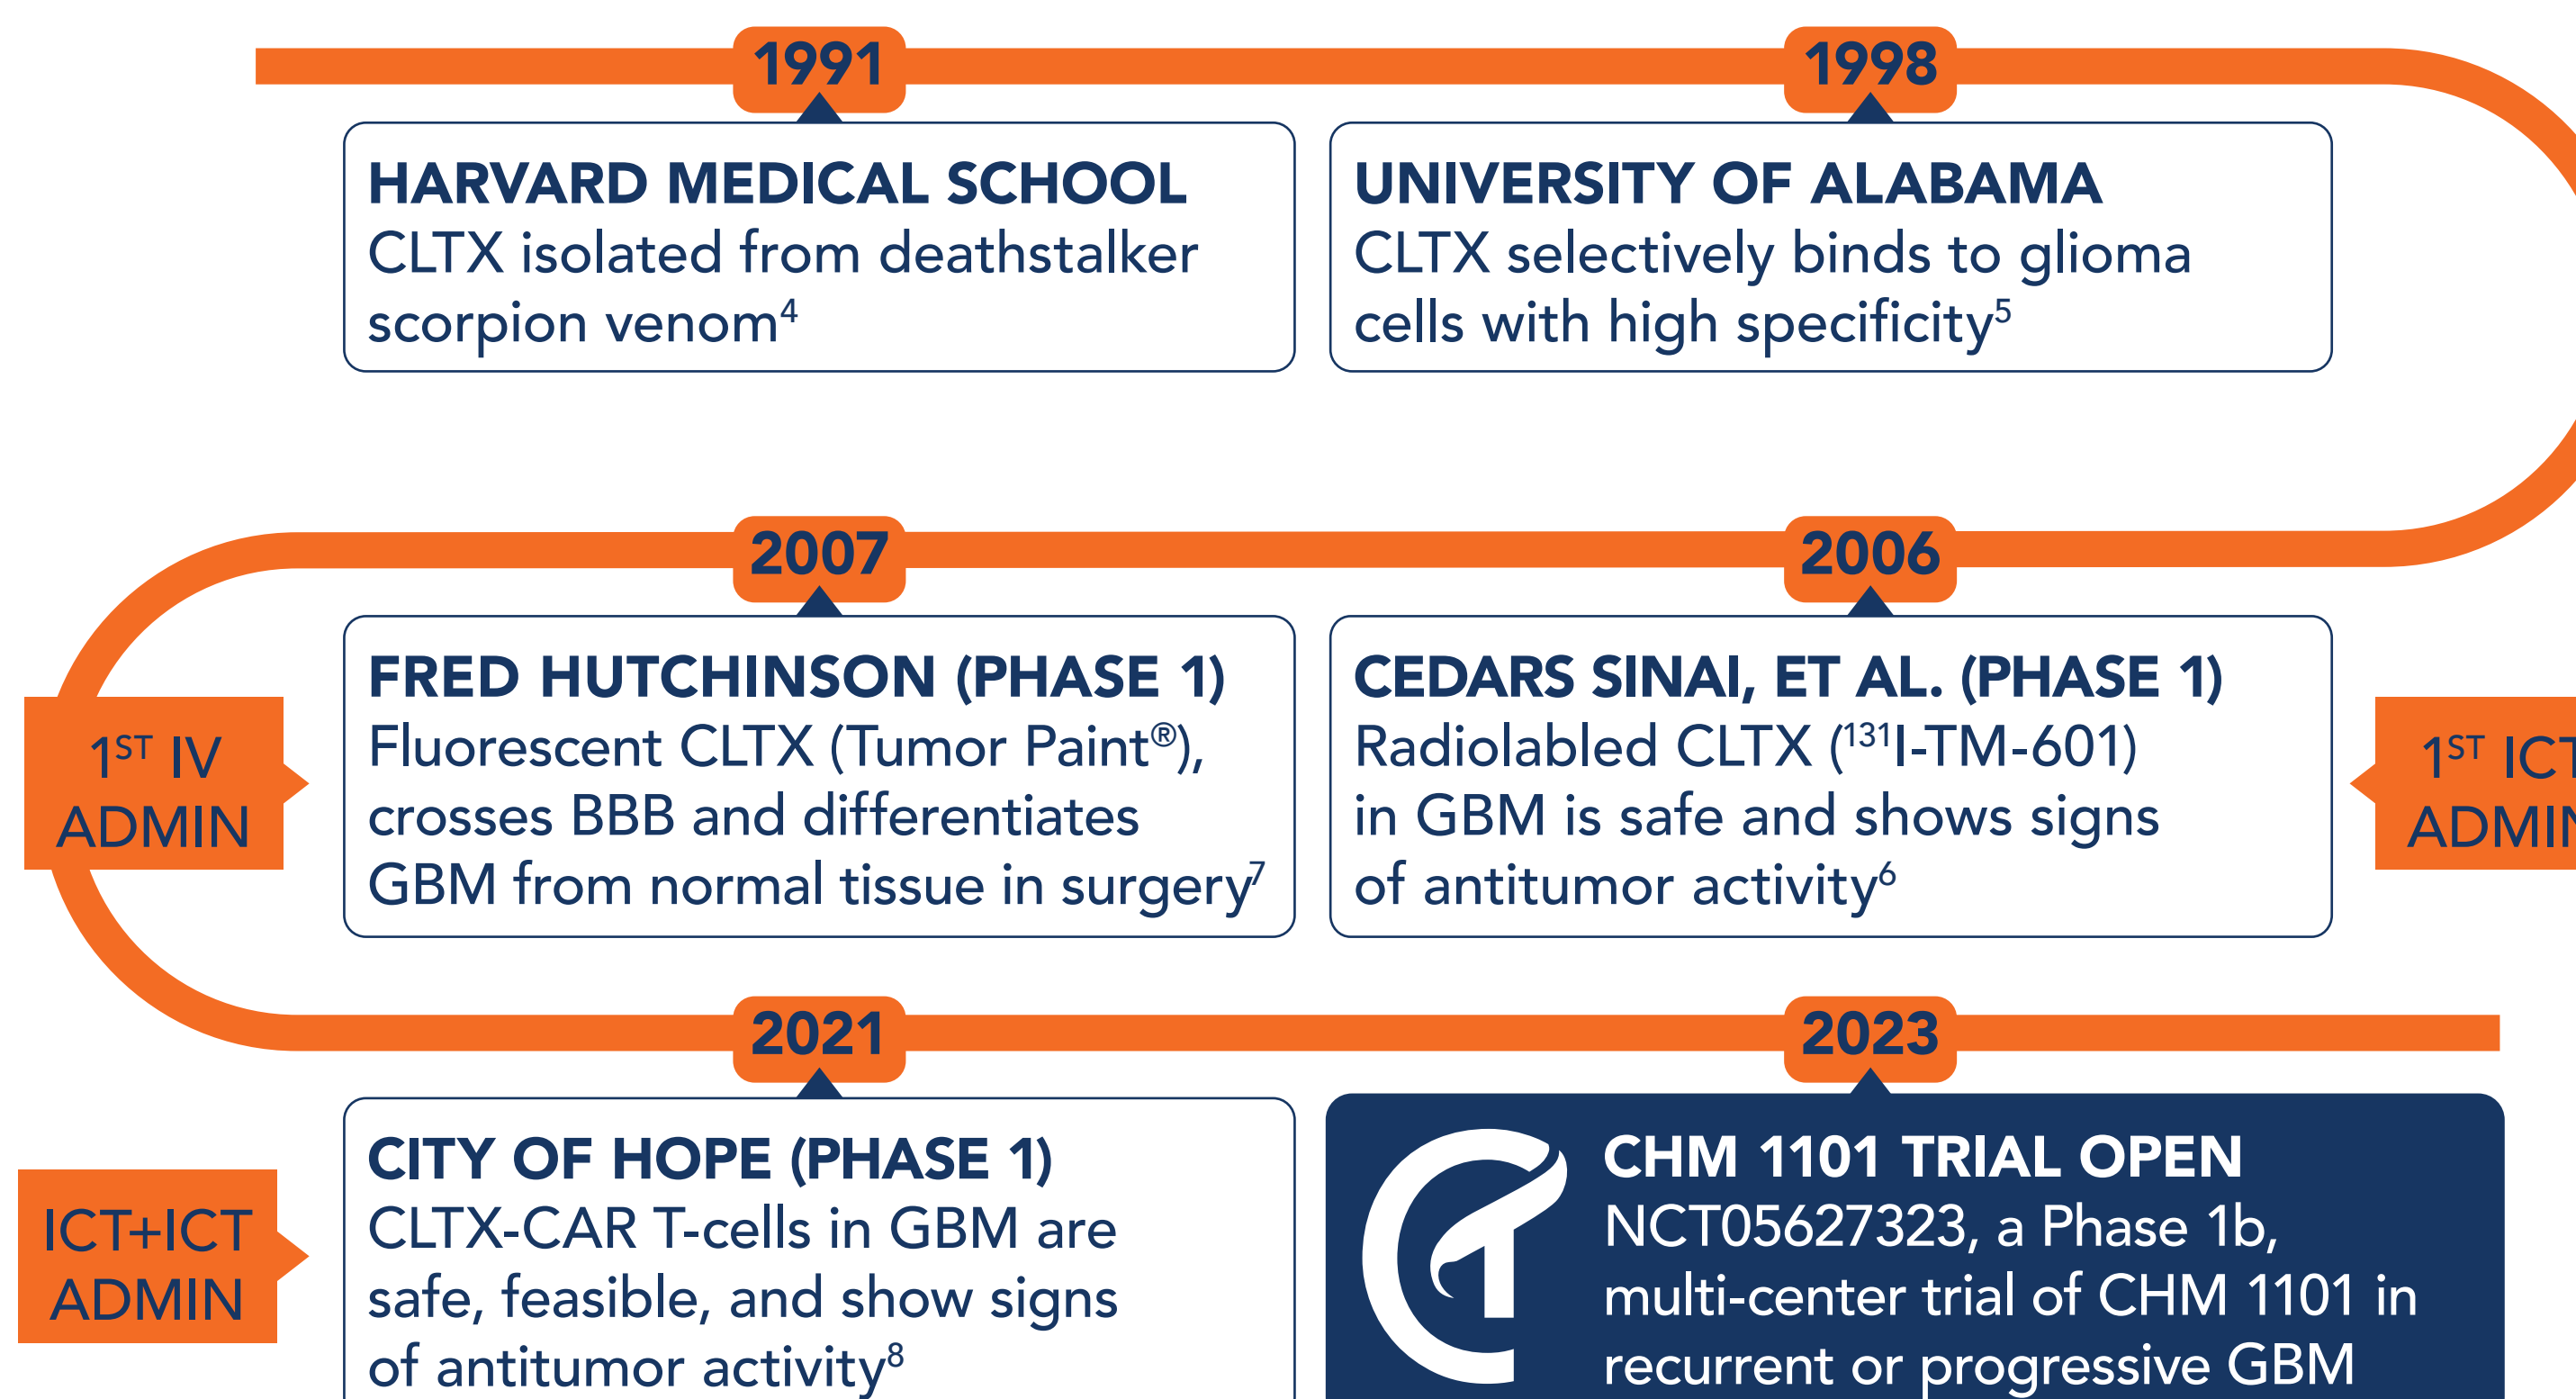 1991
HARVARD MEDICAL SCHOOL
CLTX isolated from deathstalker
scorpion venom⁴
1998
UNIVERSITY OF ALABAMA
CLTX selectively binds to glioma
cells with high specificity⁵
2006
CEDARS SINAI, ET AL. (PHASE 1)
Radiolabled CLTX (¹³¹I-TM-601)
in GBM is safe and shows signs
of antitumor activity⁶
1ST ICT
ADMIN
2007
FRED HUTCHINSON (PHASE 1)
Fluorescent CLTX (Tumor Paint®),
crosses BBB and differentiates
GBM from normal tissue in surgery⁷
1ST IV
ADMIN
2021
CITY OF HOPE (PHASE 1)
CLTX-CAR T-cells in GBM are
safe, feasible, and show signs
of antitumor activity⁸
ICT+ICT
ADMIN
2023
CHM 1101 TRIAL OPEN
NCT05627323, a Phase 1b,
multi-center trial of CHM 1101 in
recurrent or progressive GBM